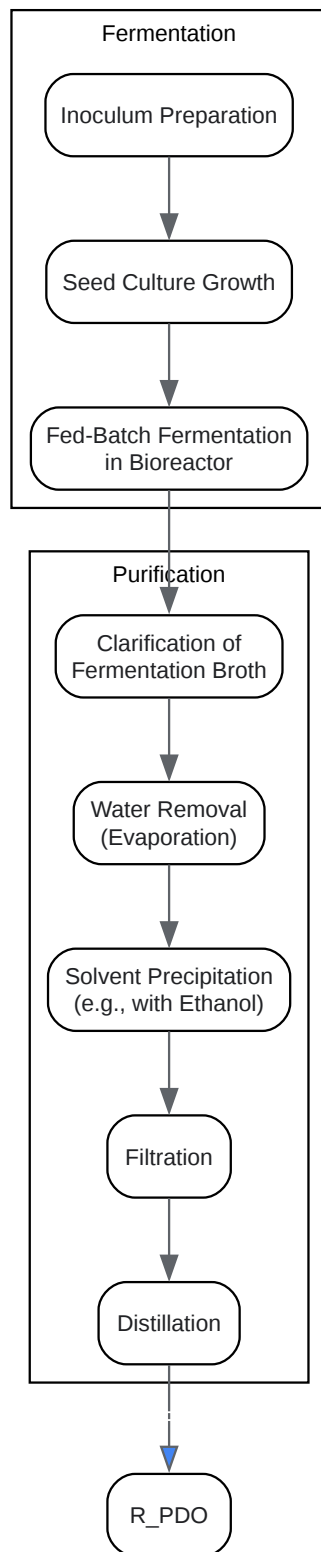 Fermentation
Inoculum Preparation
Seed Culture Growth
Fed-Batch Fermentation
in Bioreactor
Purification
Clarification of
Fermentation Broth
Water Removal
(Evaporation)
Solvent Precipitation
(e.g., with Ethanol)
Filtration
Distillation
R_PDO